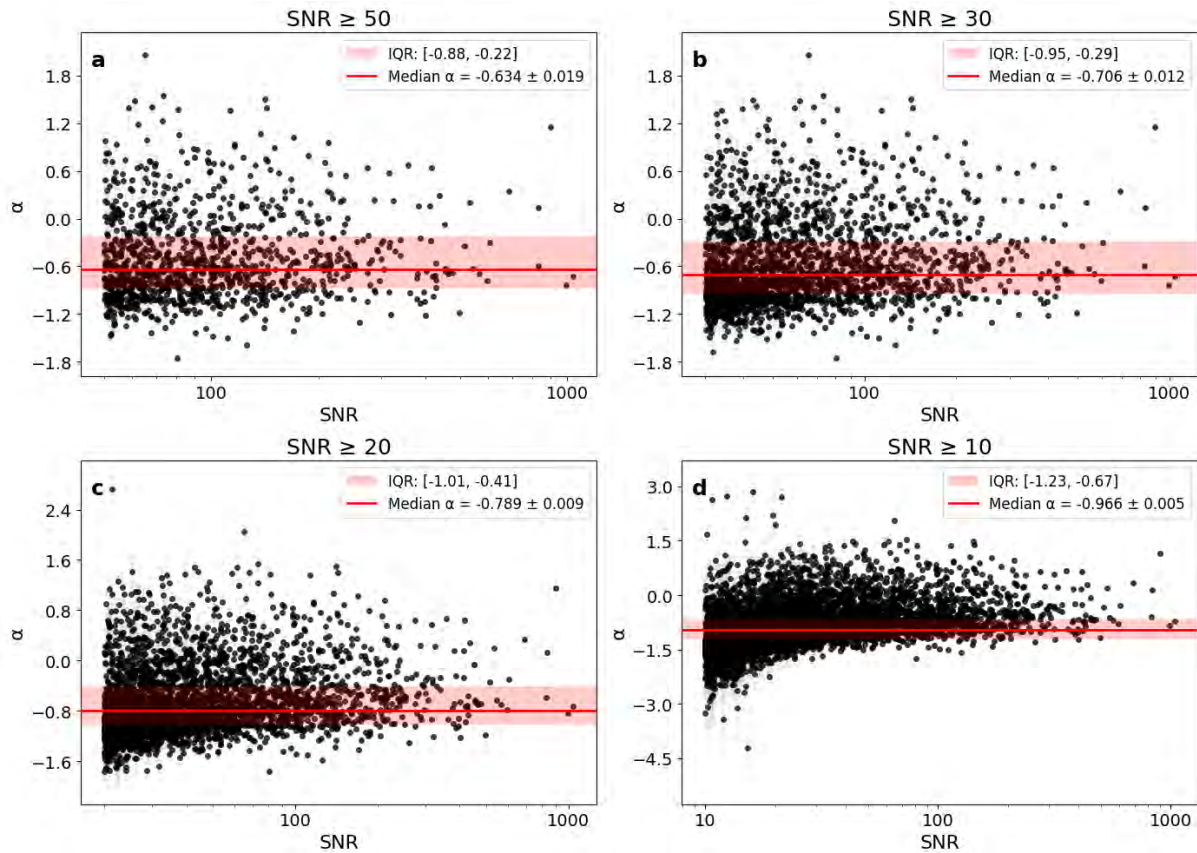 SNR ≥ 50
a
IQR: [-0.88, -0.22]
Median α = -0.634 ± 0.019
1.8
1.2
0.6
0.0
−0.6
−1.2
−1.8
α
100
1000
SNR
SNR ≥ 30
b
IQR: [-0.95, -0.29]
Median α = -0.706 ± 0.012
1.8
1.2
0.6
0.0
−0.6
−1.2
−1.8
α
100
1000
SNR
SNR ≥ 20
c
IQR: [-1.01, -0.41]
Median α = -0.789 ± 0.009
2.4
1.6
0.8
0.0
−0.8
−1.6
α
100
1000
SNR
SNR ≥ 10
d
IQR: [-1.23, -0.67]
Median α = -0.966 ± 0.005
3.0
1.5
0.0
−1.5
−3.0
−4.5
α
10
100
1000
SNR